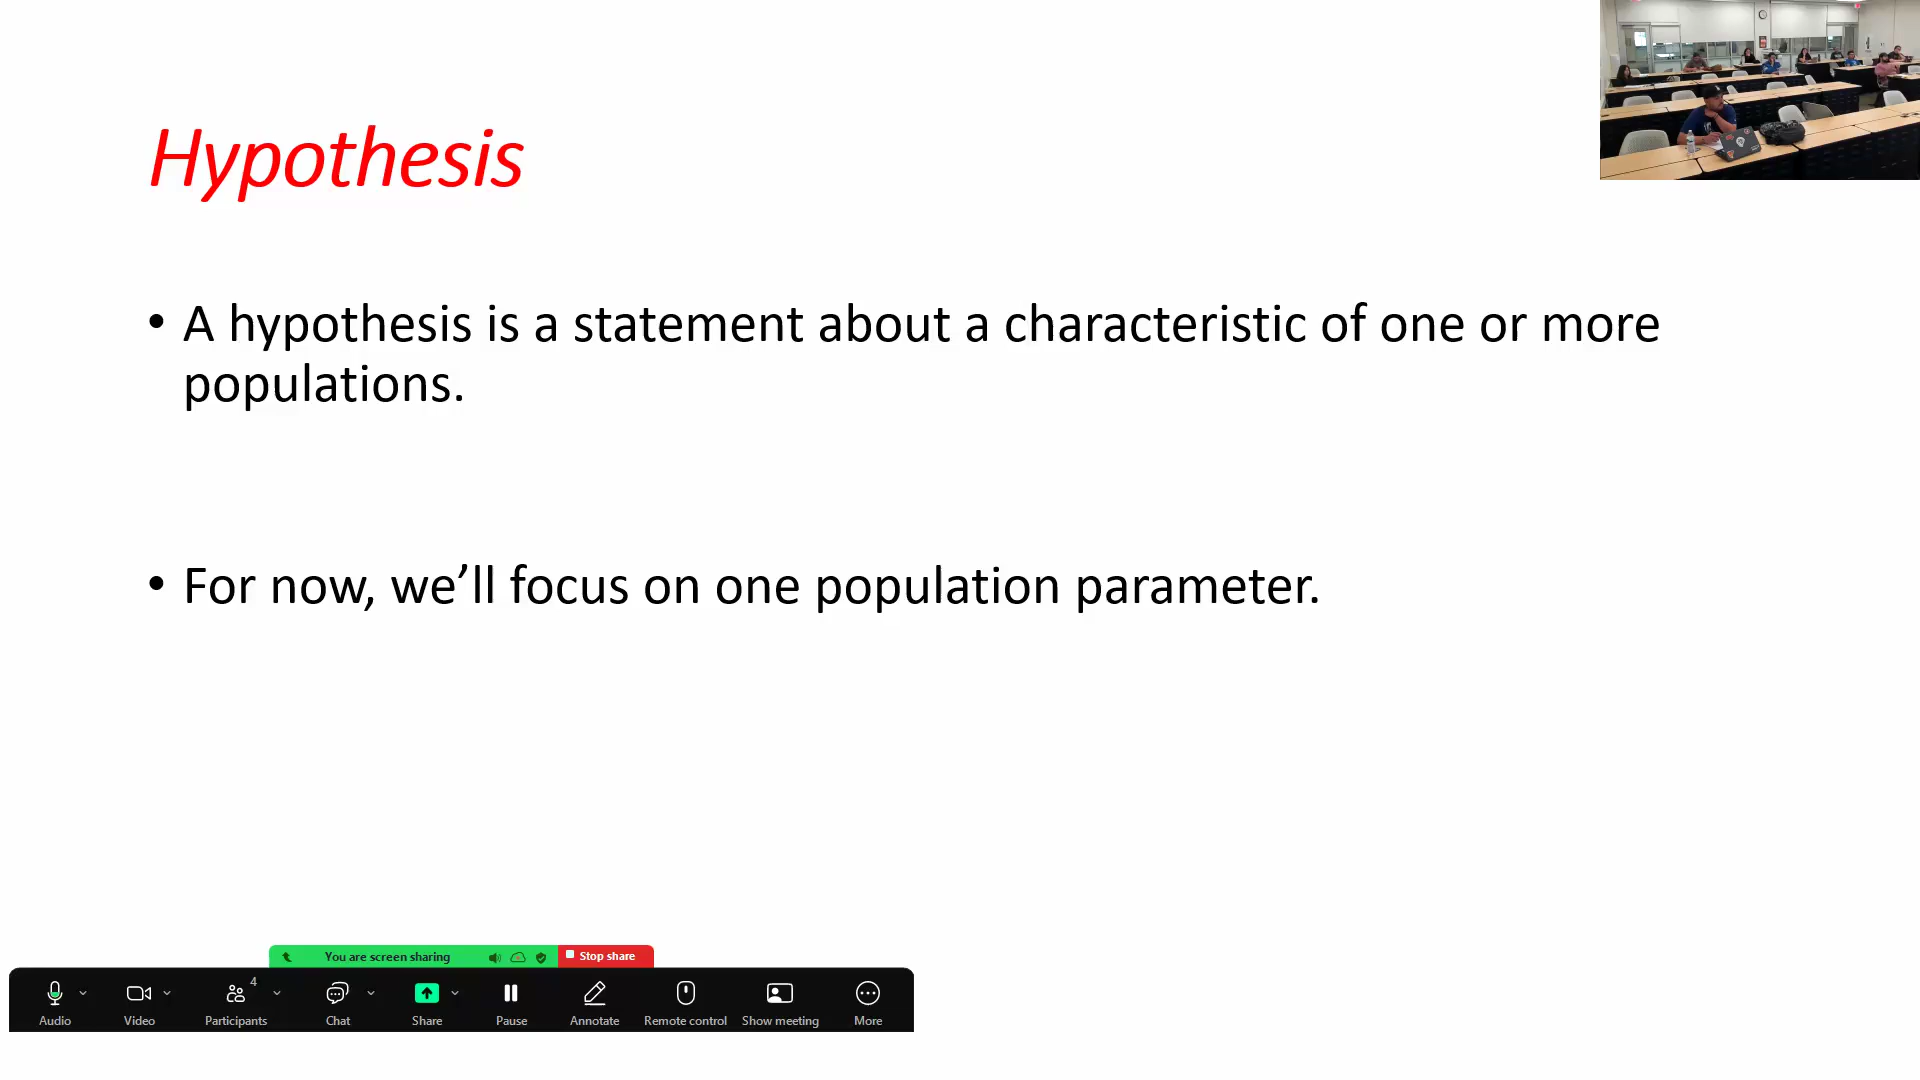 Hypothesis
• A hypothesis is a statement about a characteristic of one or more
populations.
• For now, we’ll focus on one population parameter.
You are screen sharing
Stop share
4
Audio
Video
Participants
Chat
Share
Pause
Annotate
Remote control
Show meeting
More